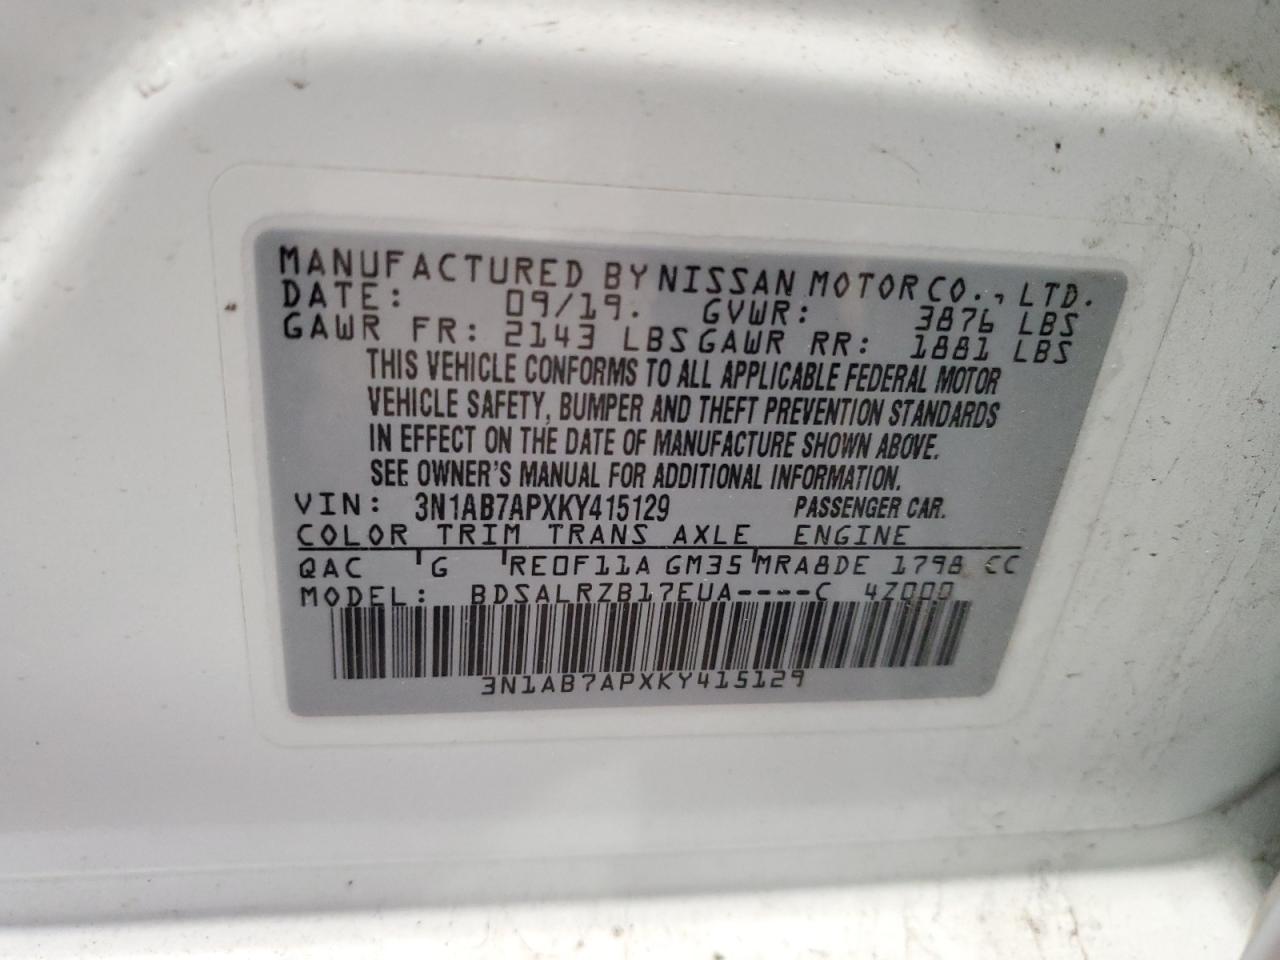 MANUFACTURED BY NISSAN MOTOR CO., LTD.
DATE: 09/19. GVWR: 3876 LBS
GAWR FR: 2143 LBS GAWR RR: 1881 LBS
THIS VEHICLE CONFORMS TO ALL APPLICABLE FEDERAL MOTOR
VEHICLE SAFETY, BUMPER AND THEFT PREVENTION STANDARDS
IN EFFECT ON THE DATE OF MANUFACTURE SHOWN ABOVE.
SEE OWNER'S MANUAL FOR ADDITIONAL INFORMATION.
VIN: 3N1AB7APXKY415129 PASSENGER CAR.
COLOR TRIM TRANS AXLE ENGINE
QAC G RE0F11A GM35 MRA8DE 1798 CC
MODEL: BDSALRZB17EUA----C 4Z000
3N1AB7APXKY415129